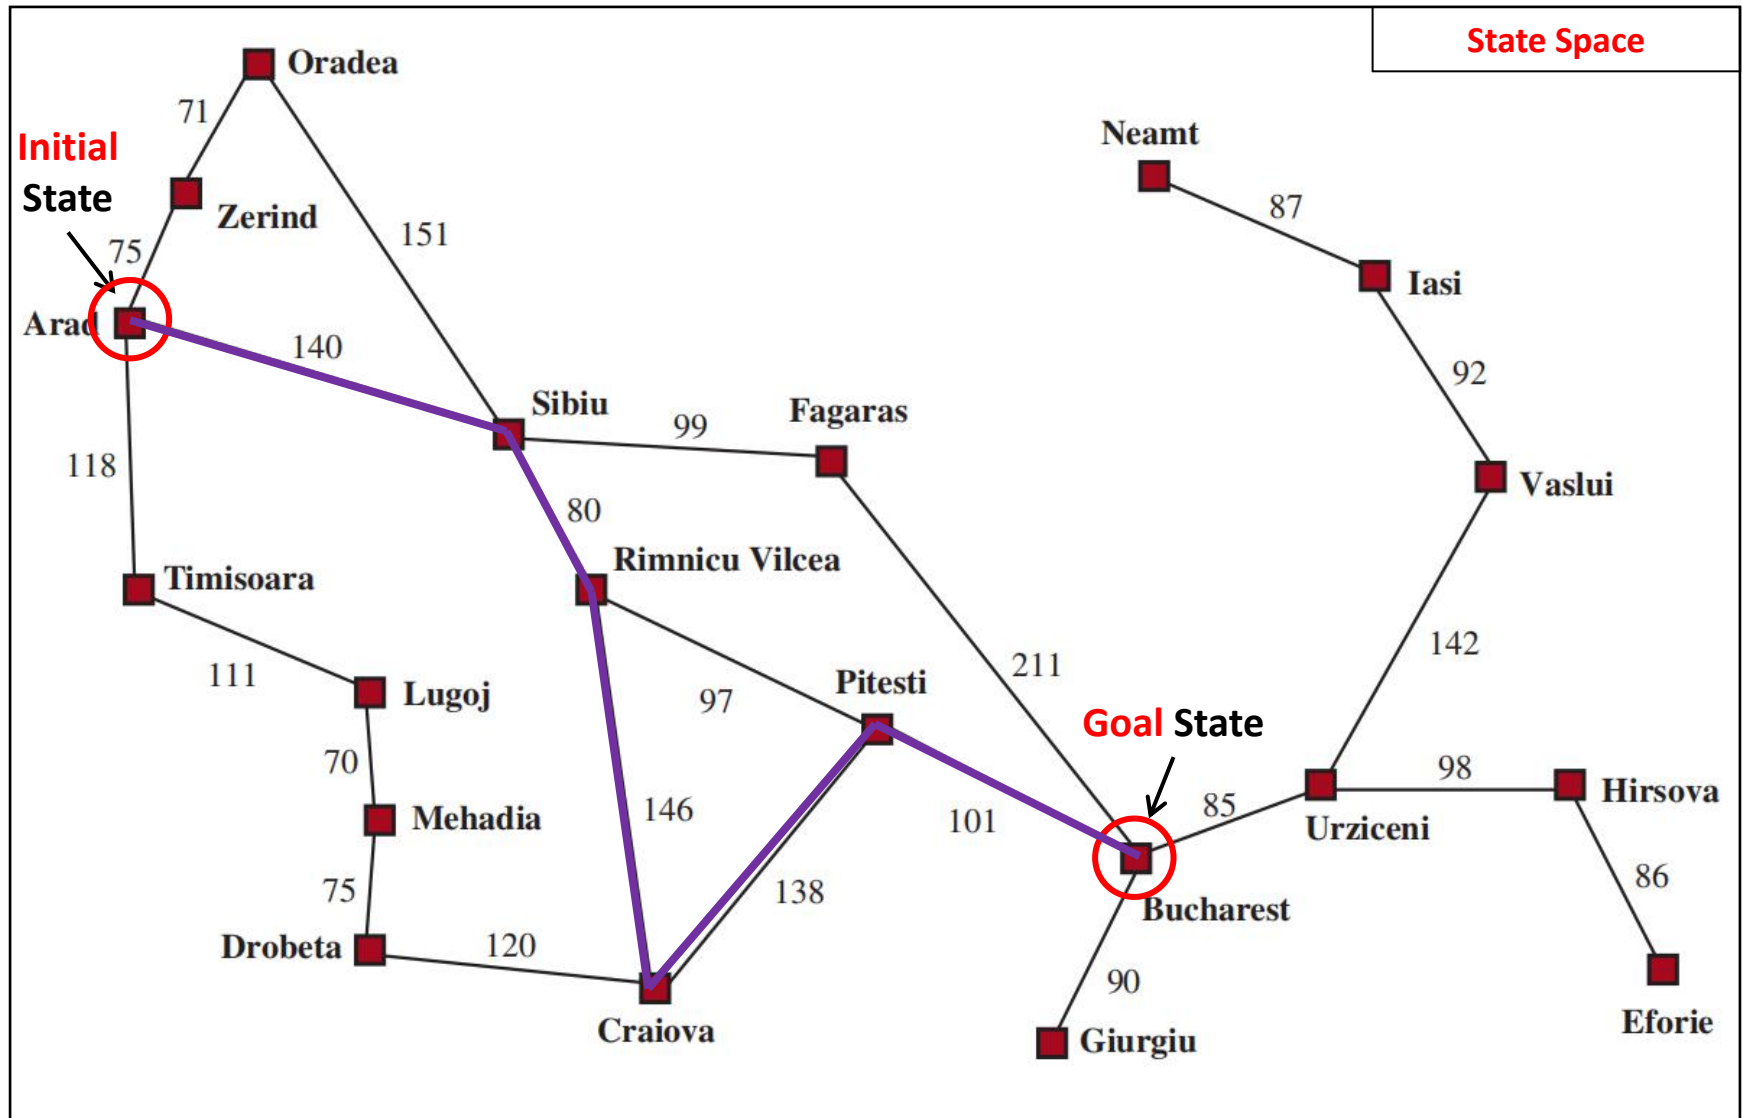 State Space
Oradea
71
Neamt
Initial
State
87
Zerind
151
75
Iasi
Arad
140
92
Sibiu
Fagaras
99
118
Vaslui
80
Rimnicu Vilcea
Timisoara
142
211
111
Pitesti
Lugoj
97
Goal State
70
98
Hirsova
85
146
101
Mehadia
Urziceni
86
75
138
Bucharest
Drobeta
120
90
Craiova
Giurgiu
Eforie